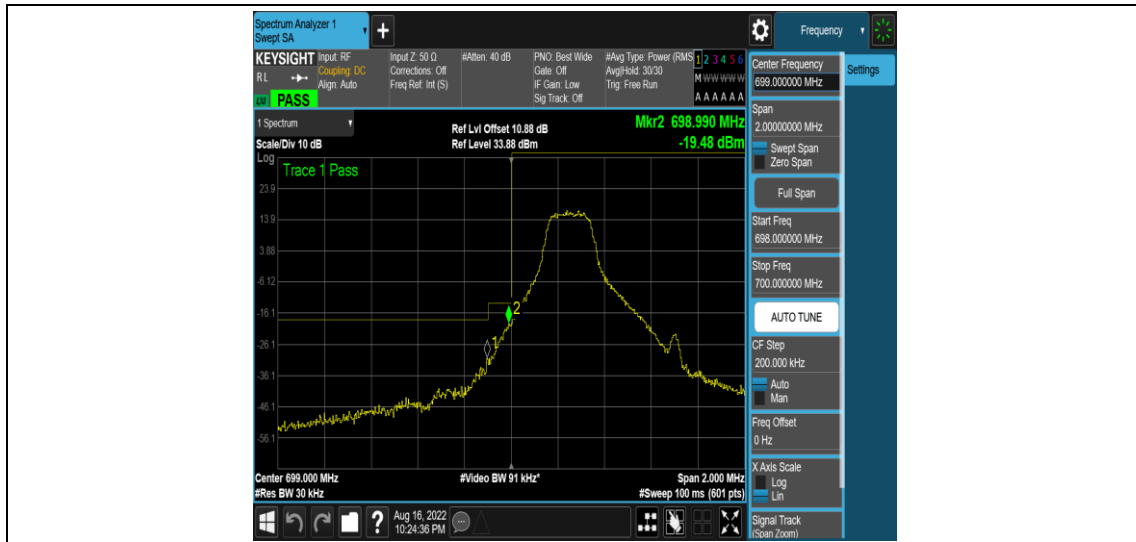 Spectrum Analyzer 1
Swept SA
+
Frequency
KEYSIGHT
R L
PASS
Input: RF
Coupling: DC
Align: Auto
Input Z: 50 Ω
Corrections: Off
Freq Ref: Int (S)
#Atten: 40 dB
PNO: Best Wide
Gate: Off
IF Gain: Low
Sig Track: Off
#Avg Type: Power (RMS
Avg|Hold: 30/30
Trig: Free Run
1 2 3 4 5 6
M W W W W W
A A A A A A
1 Spectrum
Scale/Div 10 dB
Ref Lvl Offset 10.88 dB
Ref Level 33.88 dBm
Mkr2 698.990 MHz
-19.48 dBm
Log
Trace 1 Pass
23.9
13.9
3.88
-6.12
-16.1
-26.1
-36.1
-46.1
-56.1
2
1
Center 699.000 MHz
#Res BW 30 kHz
#Video BW 91 kHz*
Span 2.000 MHz
#Sweep 100 ms (601 pts)
Aug 16, 2022
10:24:36 PM
?
Center Frequency
699.000000 MHz
Settings
Span
2.00000000 MHz
Swept Span
Zero Span
Full Span
Start Freq
698.000000 MHz
Stop Freq
700.000000 MHz
AUTO TUNE
CF Step
200.000 kHz
Auto
Man
Freq Offset
0 Hz
X Axis Scale
Log
Lin
Signal Track
(Span Zoom)